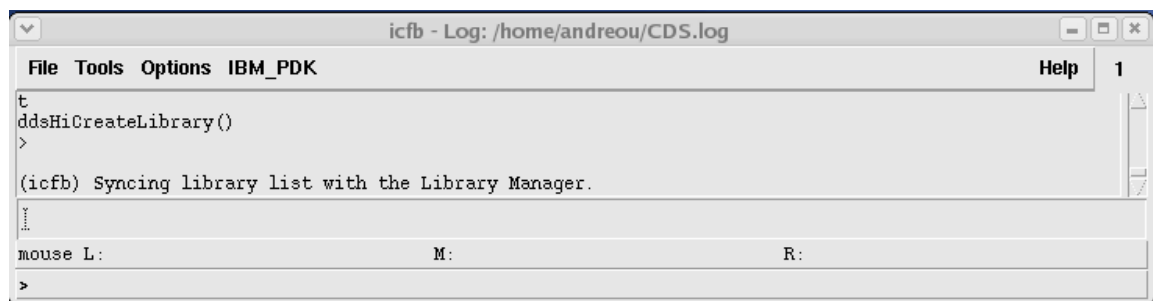 icfb - Log: /home/andreou/CDS.log
File Tools Options IBM_PDK Help 1
t
ddsHiCreateLibrary()
>
(icfb) Syncing library list with the Library Manager.
mouse L: M: R:
>